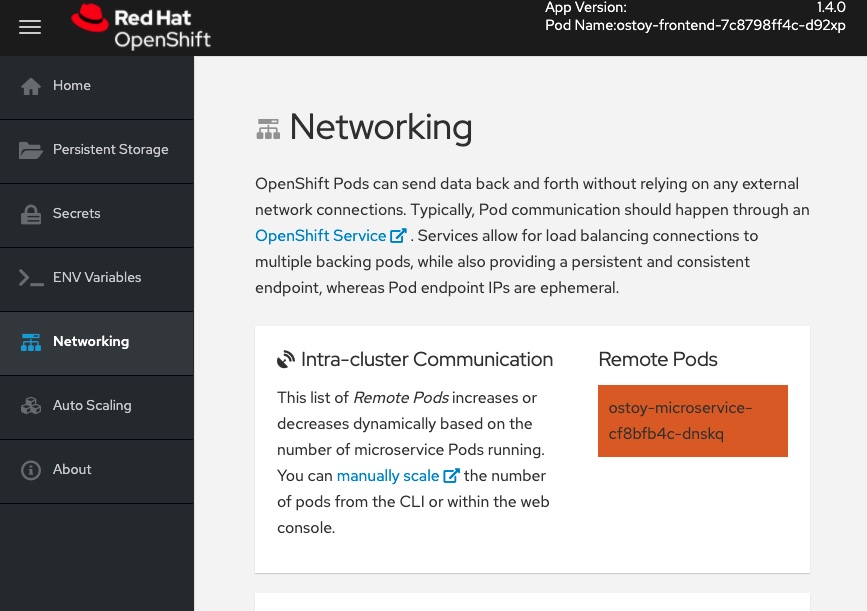 Red Hat
OpenShift
App Version: 1.4.0
Pod Name:ostoy-frontend-7c8798ff4c-d92xp
Home
Persistent Storage
Secrets
ENV Variables
Networking
Auto Scaling
About
Networking
OpenShift Pods can send data back and forth without relying on any external
network connections. Typically, Pod communication should happen through an
OpenShift Service . Services allow for load balancing connections to
multiple backing pods, while also providing a persistent and consistent
endpoint, whereas Pod endpoint IPs are ephemeral.
Intra-cluster Communication
This list of Remote Pods increases or
decreases dynamically based on the
number of microservice Pods running.
You can manually scale the number
of pods from the CLI or within the web
console.
Remote Pods
ostoy-microservice-
cf8bfb4c-dnskq